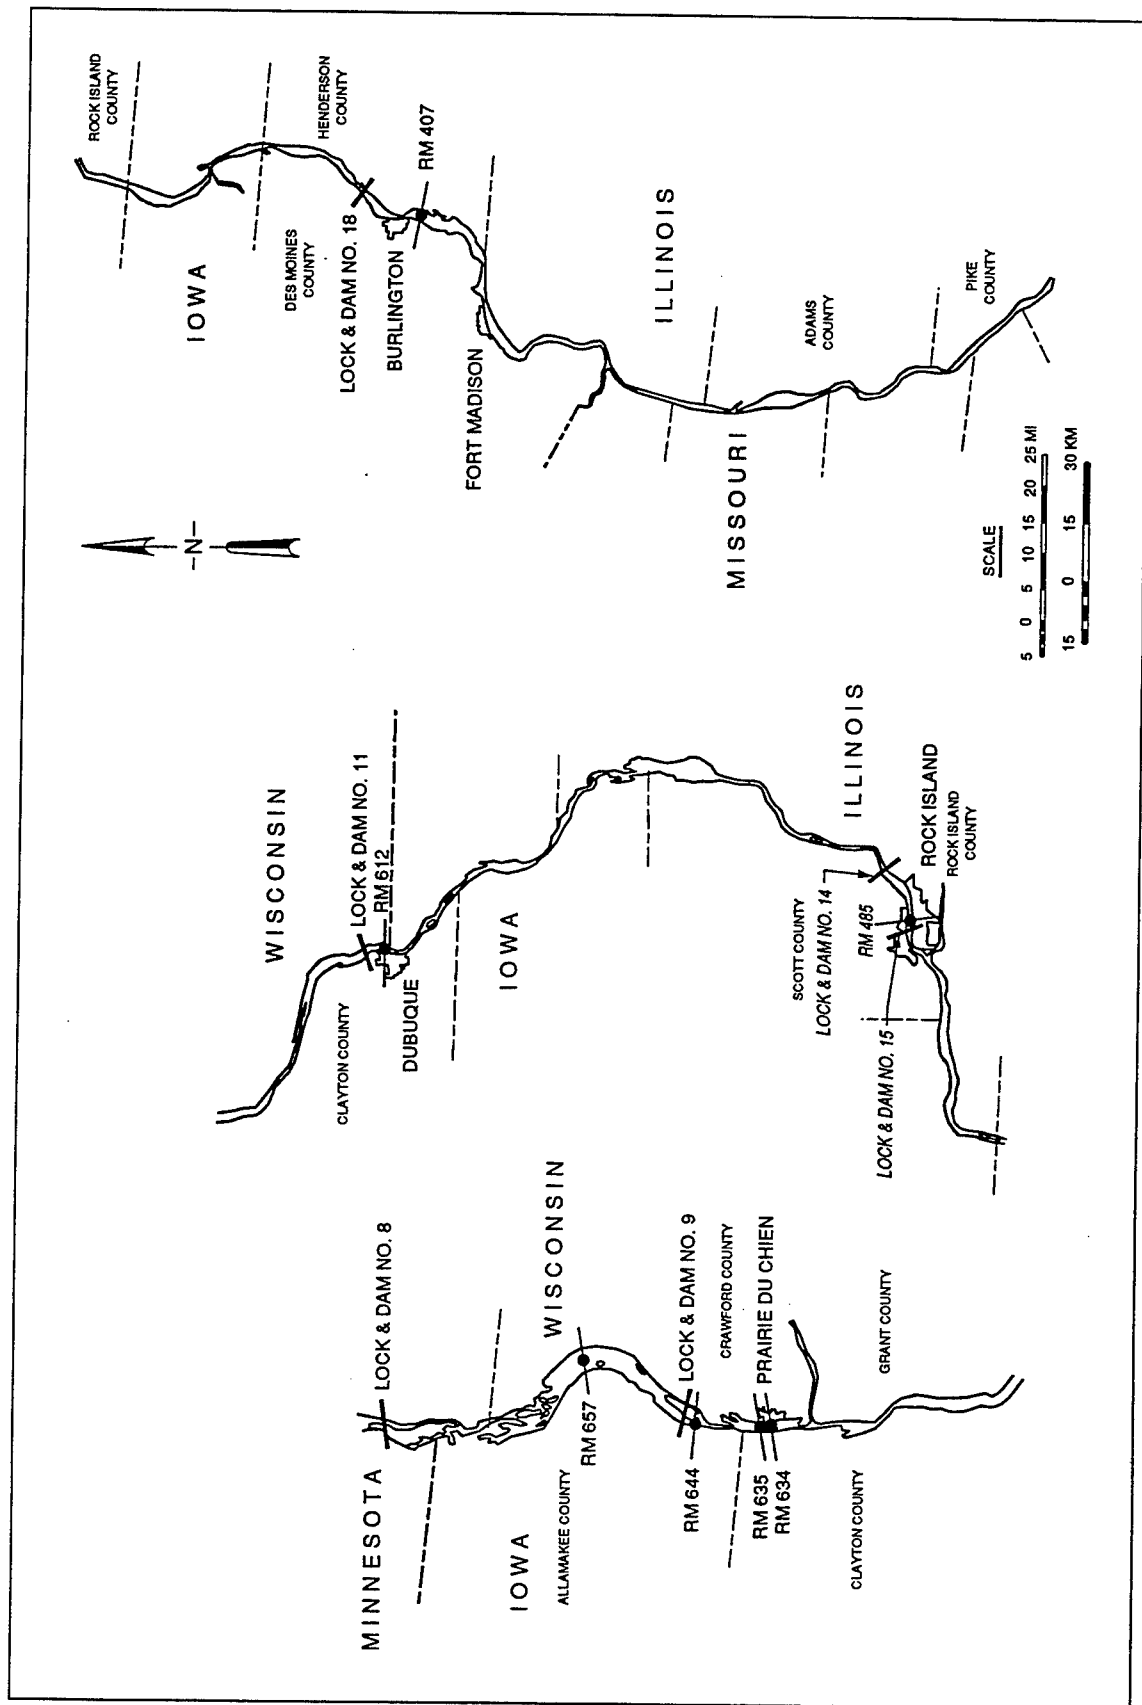 MINNESOTA
LOCK & DAM NO. 8
IOWA
ALLAMAKEE COUNTY
WISCONSIN
RM 657
LOCK & DAM NO. 9
RM 644
CRAWFORD COUNTY
RM 635
RM 634
PRAIRIE DU CHIEN
CLAYTON COUNTY
GRANT COUNTY
WISCONSIN
CLAYTON COUNTY
LOCK & DAM NO. 11
RM 612
DUBUQUE
IOWA
ILLINOIS
SCOTT COUNTY
LOCK & DAM NO. 14
RM 485
LOCK & DAM NO. 15
ROCK ISLAND
ROCK ISLAND
COUNTY
-N-
ROCK ISLAND
COUNTY
IOWA
HENDERSON
COUNTY
DES MOINES
COUNTY
LOCK & DAM NO. 18
BURLINGTON
RM 407
FORT MADISON
ILLINOIS
MISSOURI
ADAMS
COUNTY
PIKE
COUNTY
SCALE
5 0 5 10 15 20 25 MI
15 0 15 30 KM